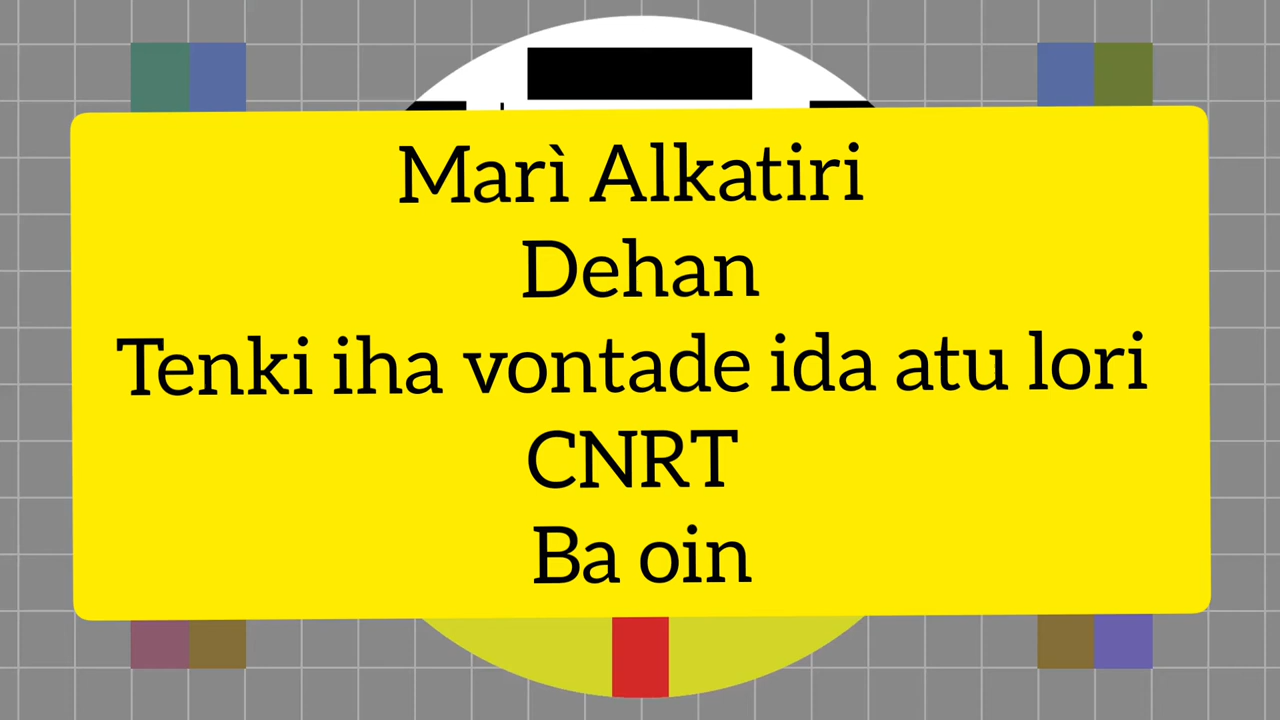 Marì Alkatiri
Dehan
Tenki iha vontade ida atu lori
CNRT
Ba oin